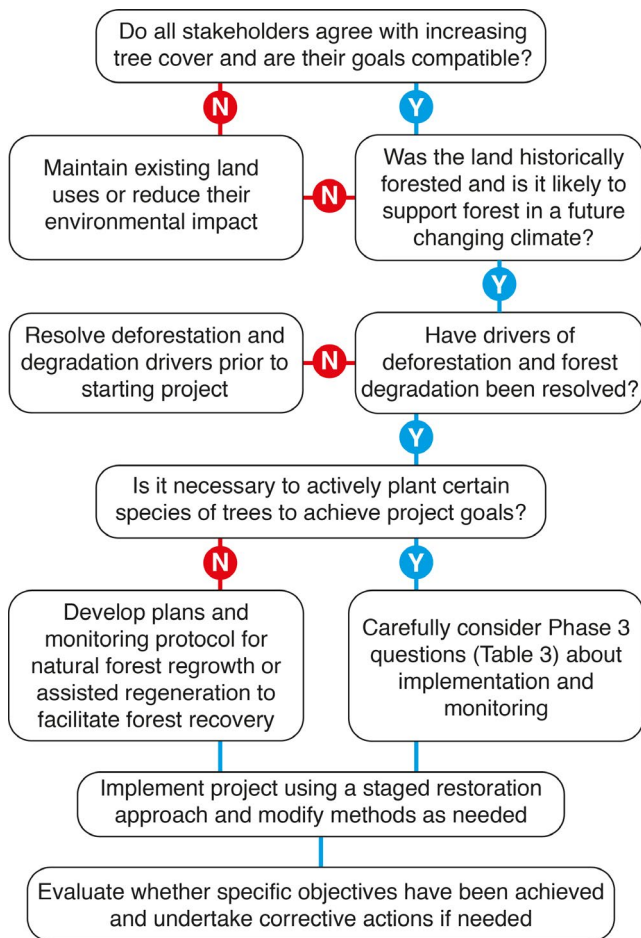 Do all stakeholders agree with increasing
tree cover and are their goals compatible?
N
Y
Maintain existing land
uses or reduce their
environmental impact
N
Was the land historically
forested and is it likely to
support forest in a future
changing climate?
Y
Resolve deforestation and
degradation drivers prior to
starting project
N
Have drivers of
deforestation and forest
degradation been resolved?
Y
Is it necessary to actively plant certain
species of trees to achieve project goals?
N
Y
Develop plans and
monitoring protocol for
natural forest regrowth or
assisted regeneration to
facilitate forest recovery
Carefully consider Phase 3
questions (Table 3) about
implementation and
monitoring
Implement project using a staged restoration
approach and modify methods as needed
Evaluate whether specific objectives have been achieved
and undertake corrective actions if needed